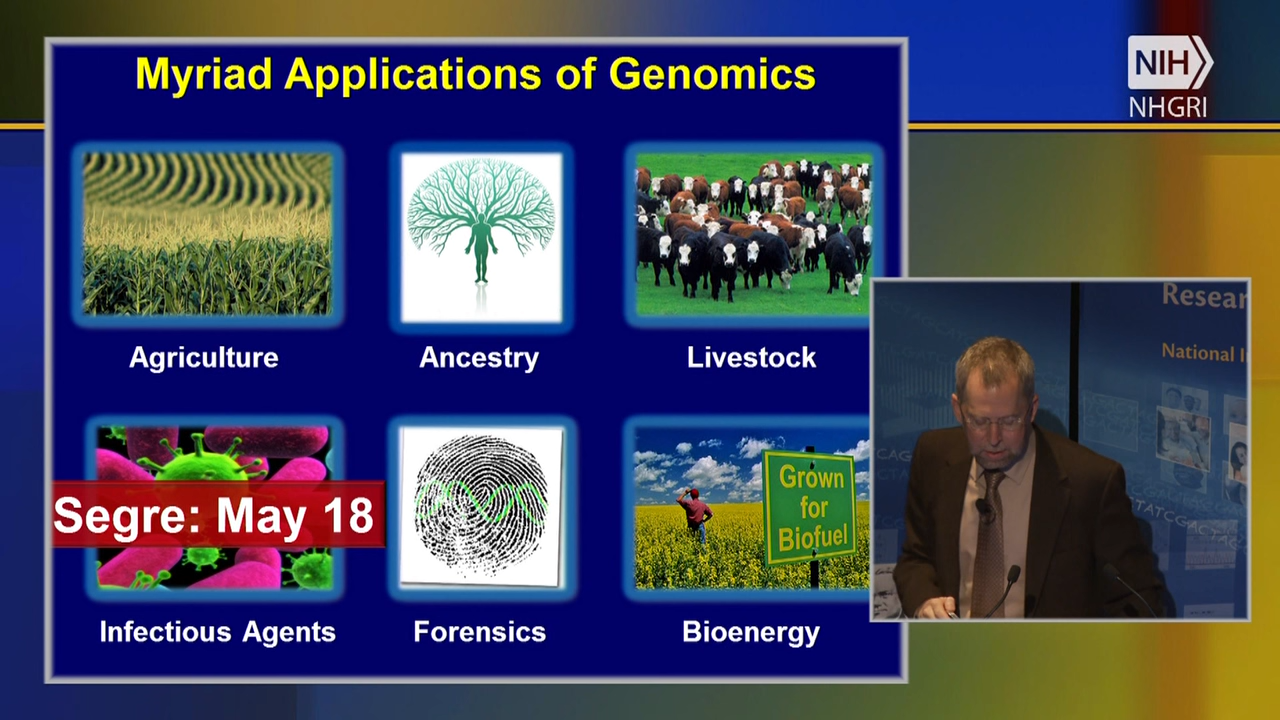 Myriad Applications of Genomics
NIH
NHGRI
Agriculture
Ancestry
Livestock
Segre: May 18
Grown
for
Biofuel
Infectious Agents
Forensics
Bioenergy
Resear
National